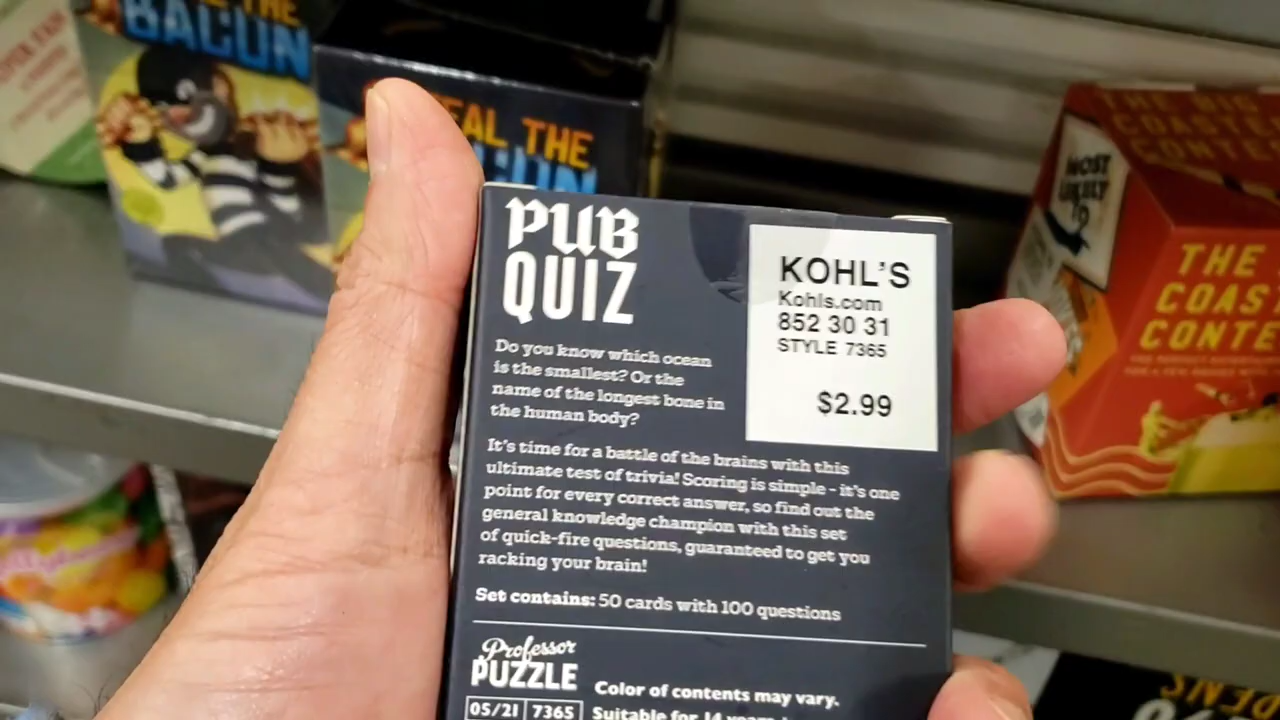 BACON
EAL THE
MOST
LIKELY
TO
THE BIG
COASTER
CONTE
THE
COAST
CONTE
PUB
QUIZ
KOHL'S
Kohls.com
852 30 31
STYLE 7365
$2.99
Do you know which ocean
is the smallest? Or the
name of the longest bone in
the human body?
It's time for a battle of the brains with this
ultimate test of trivia! Scoring is simple - it's one
point for every correct answer, so find out the
general knowledge champion with this set
of quick-fire questions, guaranteed to get you
racking your brain!
Set contains: 50 cards with 100 questions
Professor
PUZZLE
Color of contents may vary.
05/21 7365
Suitable for 14 years